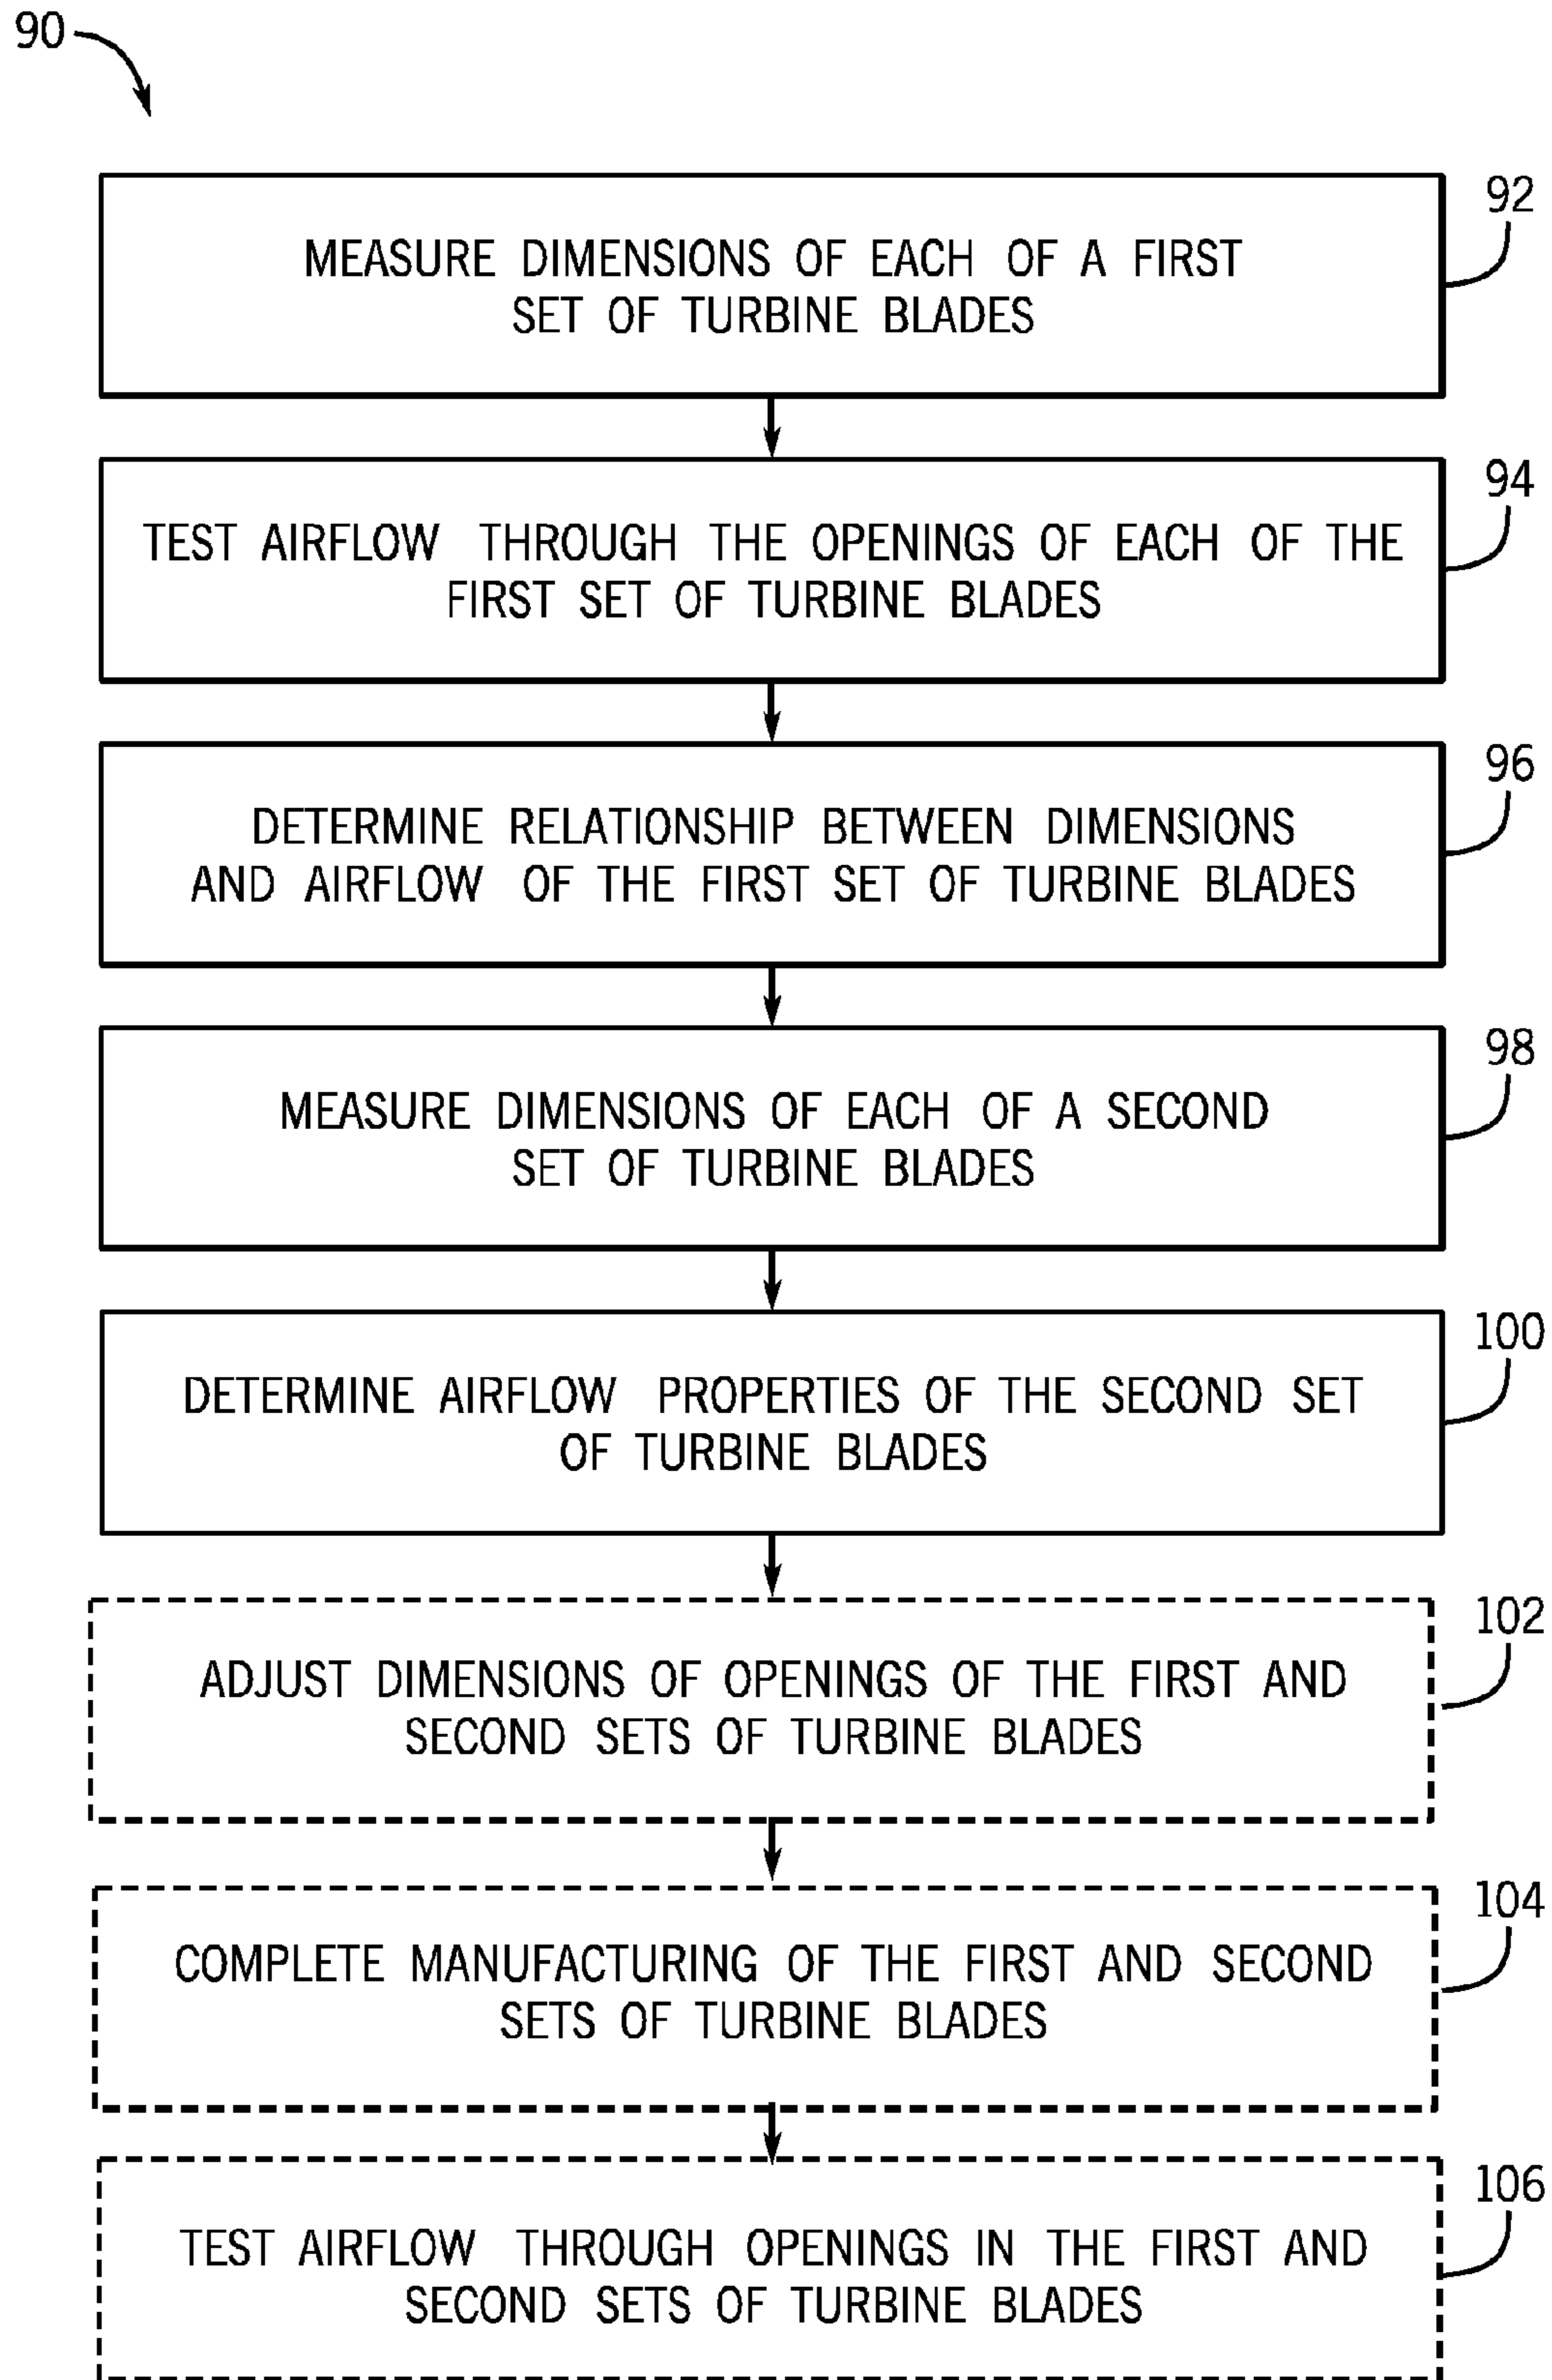 90
92
MEASURE DIMENSIONS OF EACH OF A FIRST
SET OF TURBINE BLADES
94
TEST AIRFLOW THROUGH THE OPENINGS OF EACH OF THE
FIRST SET OF TURBINE BLADES
96
DETERMINE RELATIONSHIP BETWEEN DIMENSIONS
AND AIRFLOW OF THE FIRST SET OF TURBINE BLADES
98
MEASURE DIMENSIONS OF EACH OF A SECOND
SET OF TURBINE BLADES
100
DETERMINE AIRFLOW PROPERTIES OF THE SECOND SET
OF TURBINE BLADES
102
ADJUST DIMENSIONS OF OPENINGS OF THE FIRST AND
SECOND SETS OF TURBINE BLADES
104
COMPLETE MANUFACTURING OF THE FIRST AND SECOND
SETS OF TURBINE BLADES
106
TEST AIRFLOW THROUGH OPENINGS IN THE FIRST AND
SECOND SETS OF TURBINE BLADES